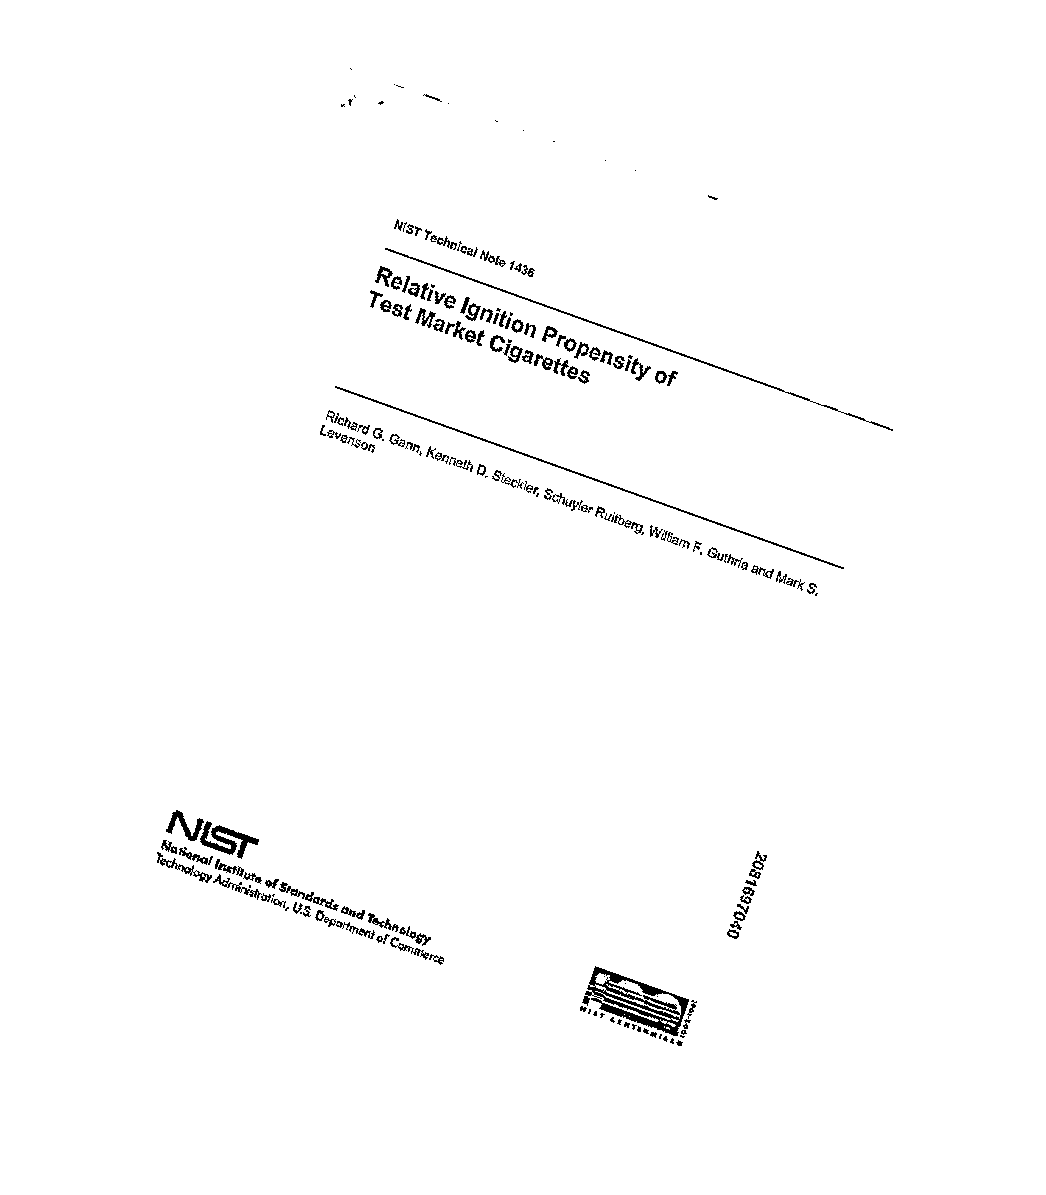 NIST Technical Note 1436
Relative Ignition Propensity of
Test Market Cigarettes
Richard G. Gann, Kenneth D. Steckler, Schuyler Ruitberg, William F. Guthrie and Mark S.
Levenson
NIST
National Institute of Standards and Technology
Technology Administration, U.S. Department of Commerce
2081697040
NIST CENTENNIAL